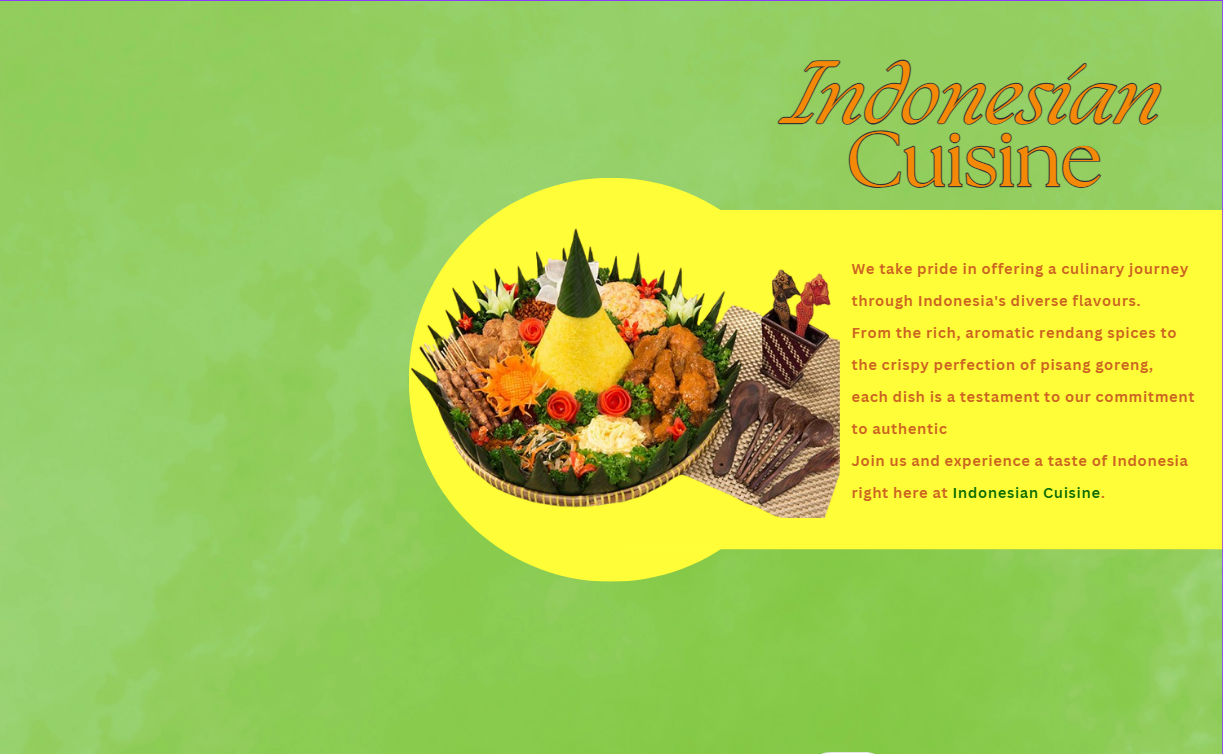 Indonesían
Cuisine
We take pride in offering a culinary journey
through Indonesia's diverse flavours.
From the rich, aromatic rendang spices to
the crispy perfection of pisang goreng,
each dish is a testament to our commitment
to authentic
Join us and experience a taste of Indonesia
right here at Indonesian Cuisine.